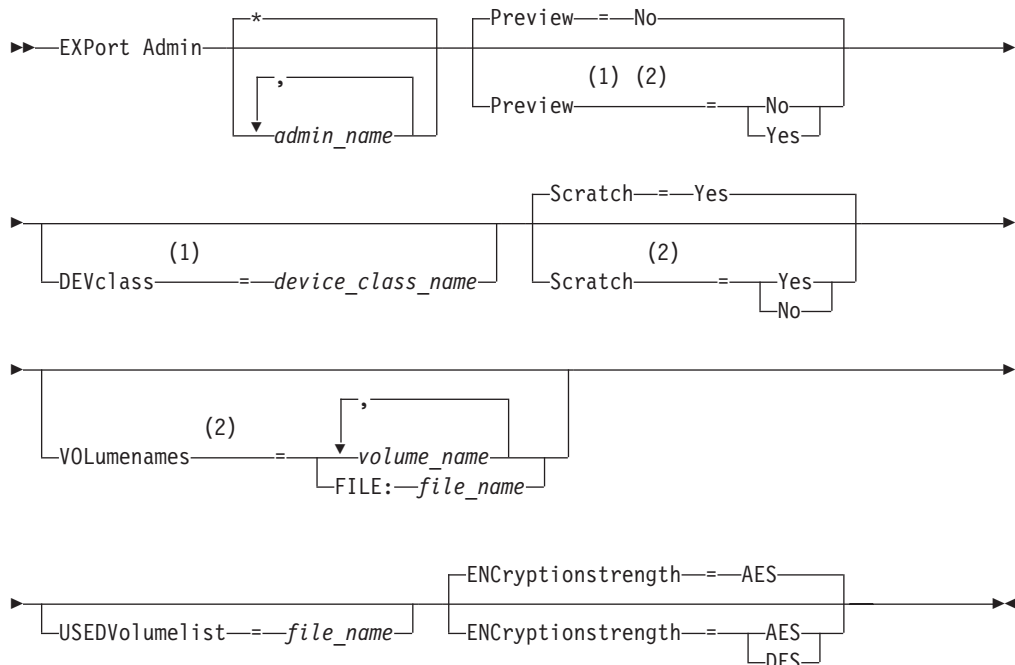 *
Preview = No
EXPort Admin
,
(1) (2)
Preview = No
admin_name
Yes
Scratch = Yes
(1)
(2)
DEVclass = device_class_name
Scratch = Yes
No
,
(2)
VOLumenames = volume_name
FILE: file_name
ENCryptionstrength = AES
USEDVolumelist = file_name
ENCryptionstrength = AES
DES